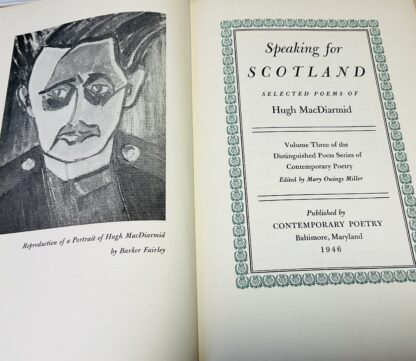 Reproduction of a Portrait of Hugh MacDiarmid
by Barker Fairley
Speaking for
SCOTLAND
SELECTED POEMS OF
Hugh MacDiarmid
Volume Three of the
Distinguished Poets Series of
Contemporary Poetry
Edited by Mary Owings Miller
Published by
CONTEMPORARY POETRY
Baltimore, Maryland
1946